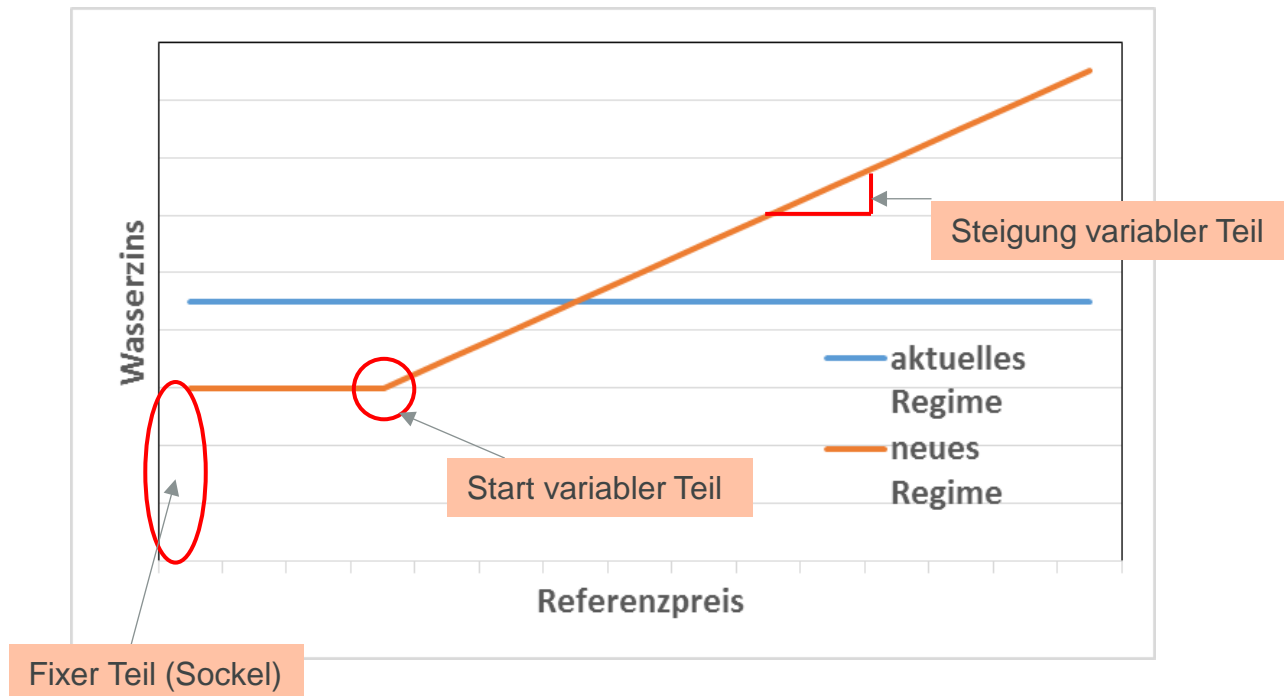 Wasserzins
Steigung variabler Teil
aktuelles
Regime
neues
Regime
Start variabler Teil
Referenzpreis
Fixer Teil (Sockel)